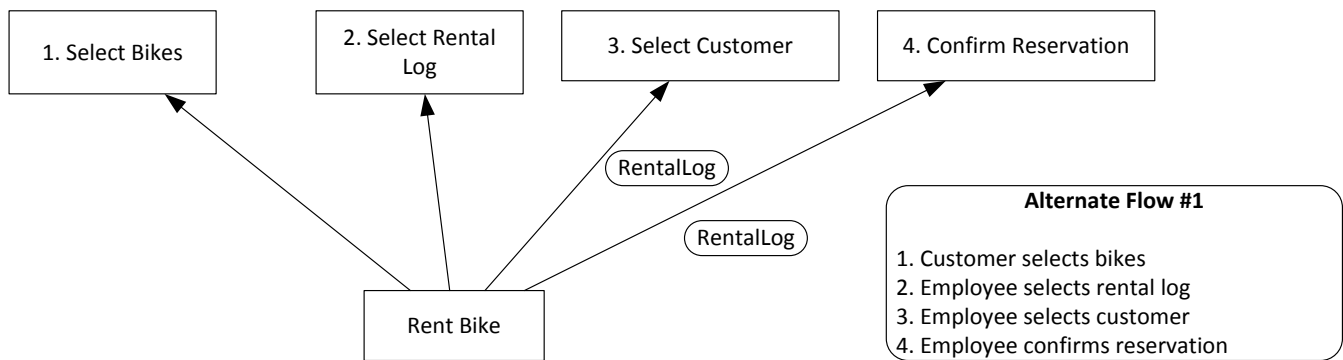 1. Select Bikes
2. Select Rental
Log
3. Select Customer
4. Confirm Reservation
RentalLog
RentalLog
Rent Bike
Alternate Flow #1
1. Customer selects bikes
2. Employee selects rental log
3. Employee selects customer
4. Employee confirms reservation